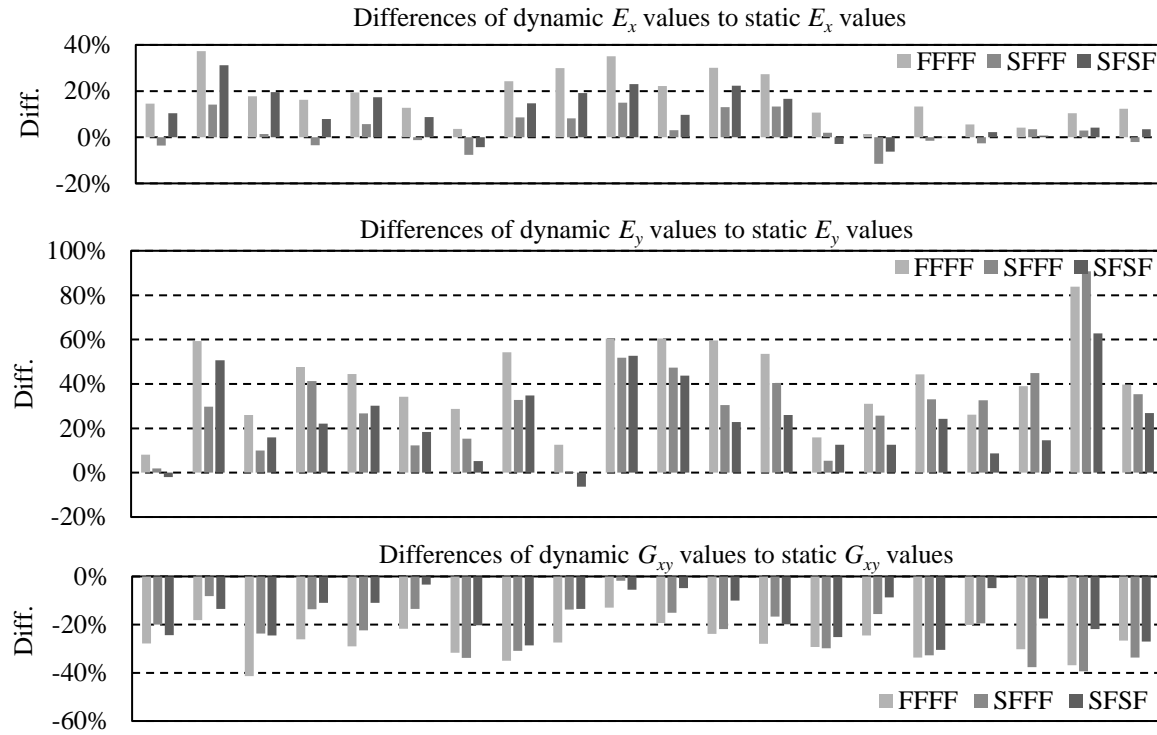 Differences of dynamic Ex values to static Ex values
40%
FFFF SFFF SFSF
20%
0%
-20%
Diff.
Differences of dynamic Ey values to static Ey values
100%
FFFF SFFF SFSF
80%
60%
40%
20%
0%
-20%
Diff.
Differences of dynamic Gxy values to static Gxy values
0%
-20%
-40%
FFFF SFFF SFSF
-60%
Diff.